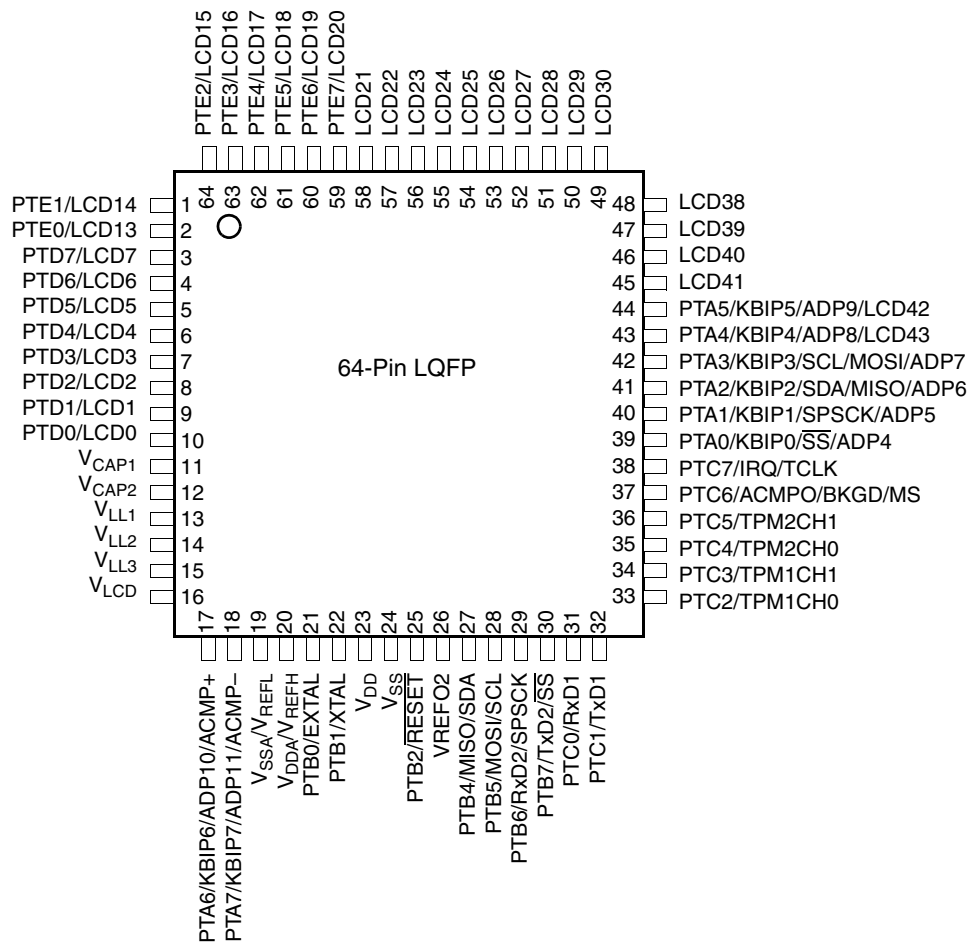 PTE2/LCD15
PTE3/LCD16
PTE4/LCD17
PTE5/LCD18
PTE6/LCD19
PTE7/LCD20
LCD21
LCD22
LCD23
LCD24
LCD25
LCD26
LCD27
LCD28
LCD29
LCD30
64
63
62
61
60
59
58
57
56
55
54
53
52
51
50
49
PTE1/LCD14 1
PTE0/LCD13 2
PTD7/LCD7 3
PTD6/LCD6 4
PTD5/LCD5 5
PTD4/LCD4 6
PTD3/LCD3 7
PTD2/LCD2 8
PTD1/LCD1 9
PTD0/LCD0 10
VCAP1 11
VCAP2 12
VLL1 13
VLL2 14
VLL3 15
VLCD 16
64-Pin LQFP
48 LCD38
47 LCD39
46 LCD40
45 LCD41
44 PTA5/KBIP5/ADP9/LCD42
43 PTA4/KBIP4/ADP8/LCD43
42 PTA3/KBIP3/SCL/MOSI/ADP7
41 PTA2/KBIP2/SDA/MISO/ADP6
40 PTA1/KBIP1/SPSCK/ADP5
39 PTA0/KBIP0/SS/ADP4
38 PTC7/IRQ/TCLK
37 PTC6/ACMPO/BKGD/MS
36 PTC5/TPM2CH1
35 PTC4/TPM2CH0
34 PTC3/TPM1CH1
33 PTC2/TPM1CH0
17
18
19
20
21
22
23
24
25
26
27
28
29
30
31
32
PTA6/KBIP6/ADP10/ACMP+
PTA7/KBIP7/ADP11/ACMP–
VSSA/VREFL
VDDA/VREFH
PTB0/EXTAL
PTB1/XTAL
VDD
VSS
PTB2/RESET
VREFO2
PTB4/MISO/SDA
PTB5/MOSI/SCL
PTB6/RxD2/SPSCK
PTB7/TxD2/SS
PTC0/RxD1
PTC1/TxD1